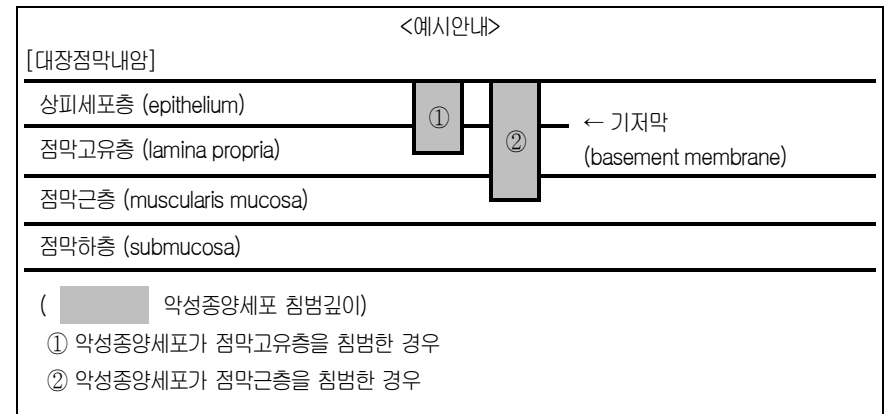 <예시안내>
[대장점막내암]
상피세포층 (epithelium)
①
②
← 기저막
(basement membrane)
점막고유층 (lamina propria)
점막근층 (muscularis mucosa)
점막하층 (submucosa)
( 악성종양세포 침범깊이)
① 악성종양세포가 점막고유층을 침범한 경우
② 악성종양세포가 점막근층을 침범한 경우